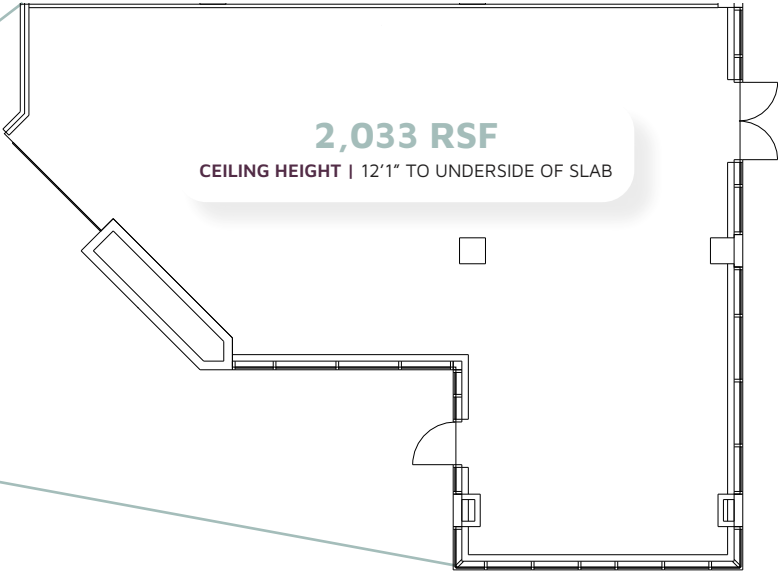 2,033 RSF
CEILING HEIGHT | 12'1" TO UNDERSIDE OF SLAB